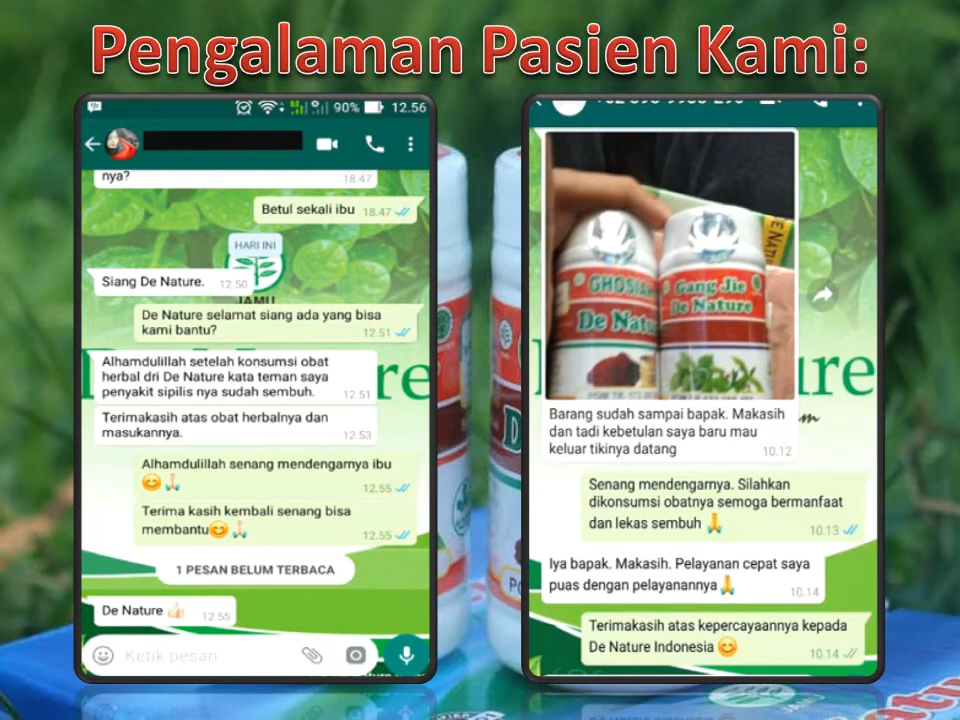 Pengalaman Pasien Kami:
90% 12.56
nya?
18.47
Betul sekali ibu 18.47
HARI INI
Siang De Nature. 12.50
JAMU
De Nature selamat siang ada yang bisa
kami bantu? 12.51
Alhamdulillah setelah konsumsi obat
herbal dri De Nature kata teman saya
penyakit sipilis nya sudah sembuh. 12.51
Terimakasih atas obat herbalnya dan
masukannya. 12.53
Alhamdulillah senang mendengarnya ibu
😊🙏 12.55
Terima kasih kembali senang bisa
membantu😊🙏 12.55
1 PESAN BELUM TERBACA
De Nature 👍 12.55
Ketik pesan
GHOSIAH
De Nature
Gang Jie
De Nature
Barang sudah sampai bapak. Makasih
dan tadi kebetulan saya baru mau
keluar tikinya datang 10.12
Senang mendengarnya. Silahkan
dikonsumsi obatnya semoga bermanfaat
dan lekas sembuh 🙏 10.13
Iya bapak. Makasih. Pelayanan cepat saya
puas dengan pelayanannya🙏 10.14
Terimakasih atas kepercayaannya kepada
De Nature Indonesia 😊 10.14